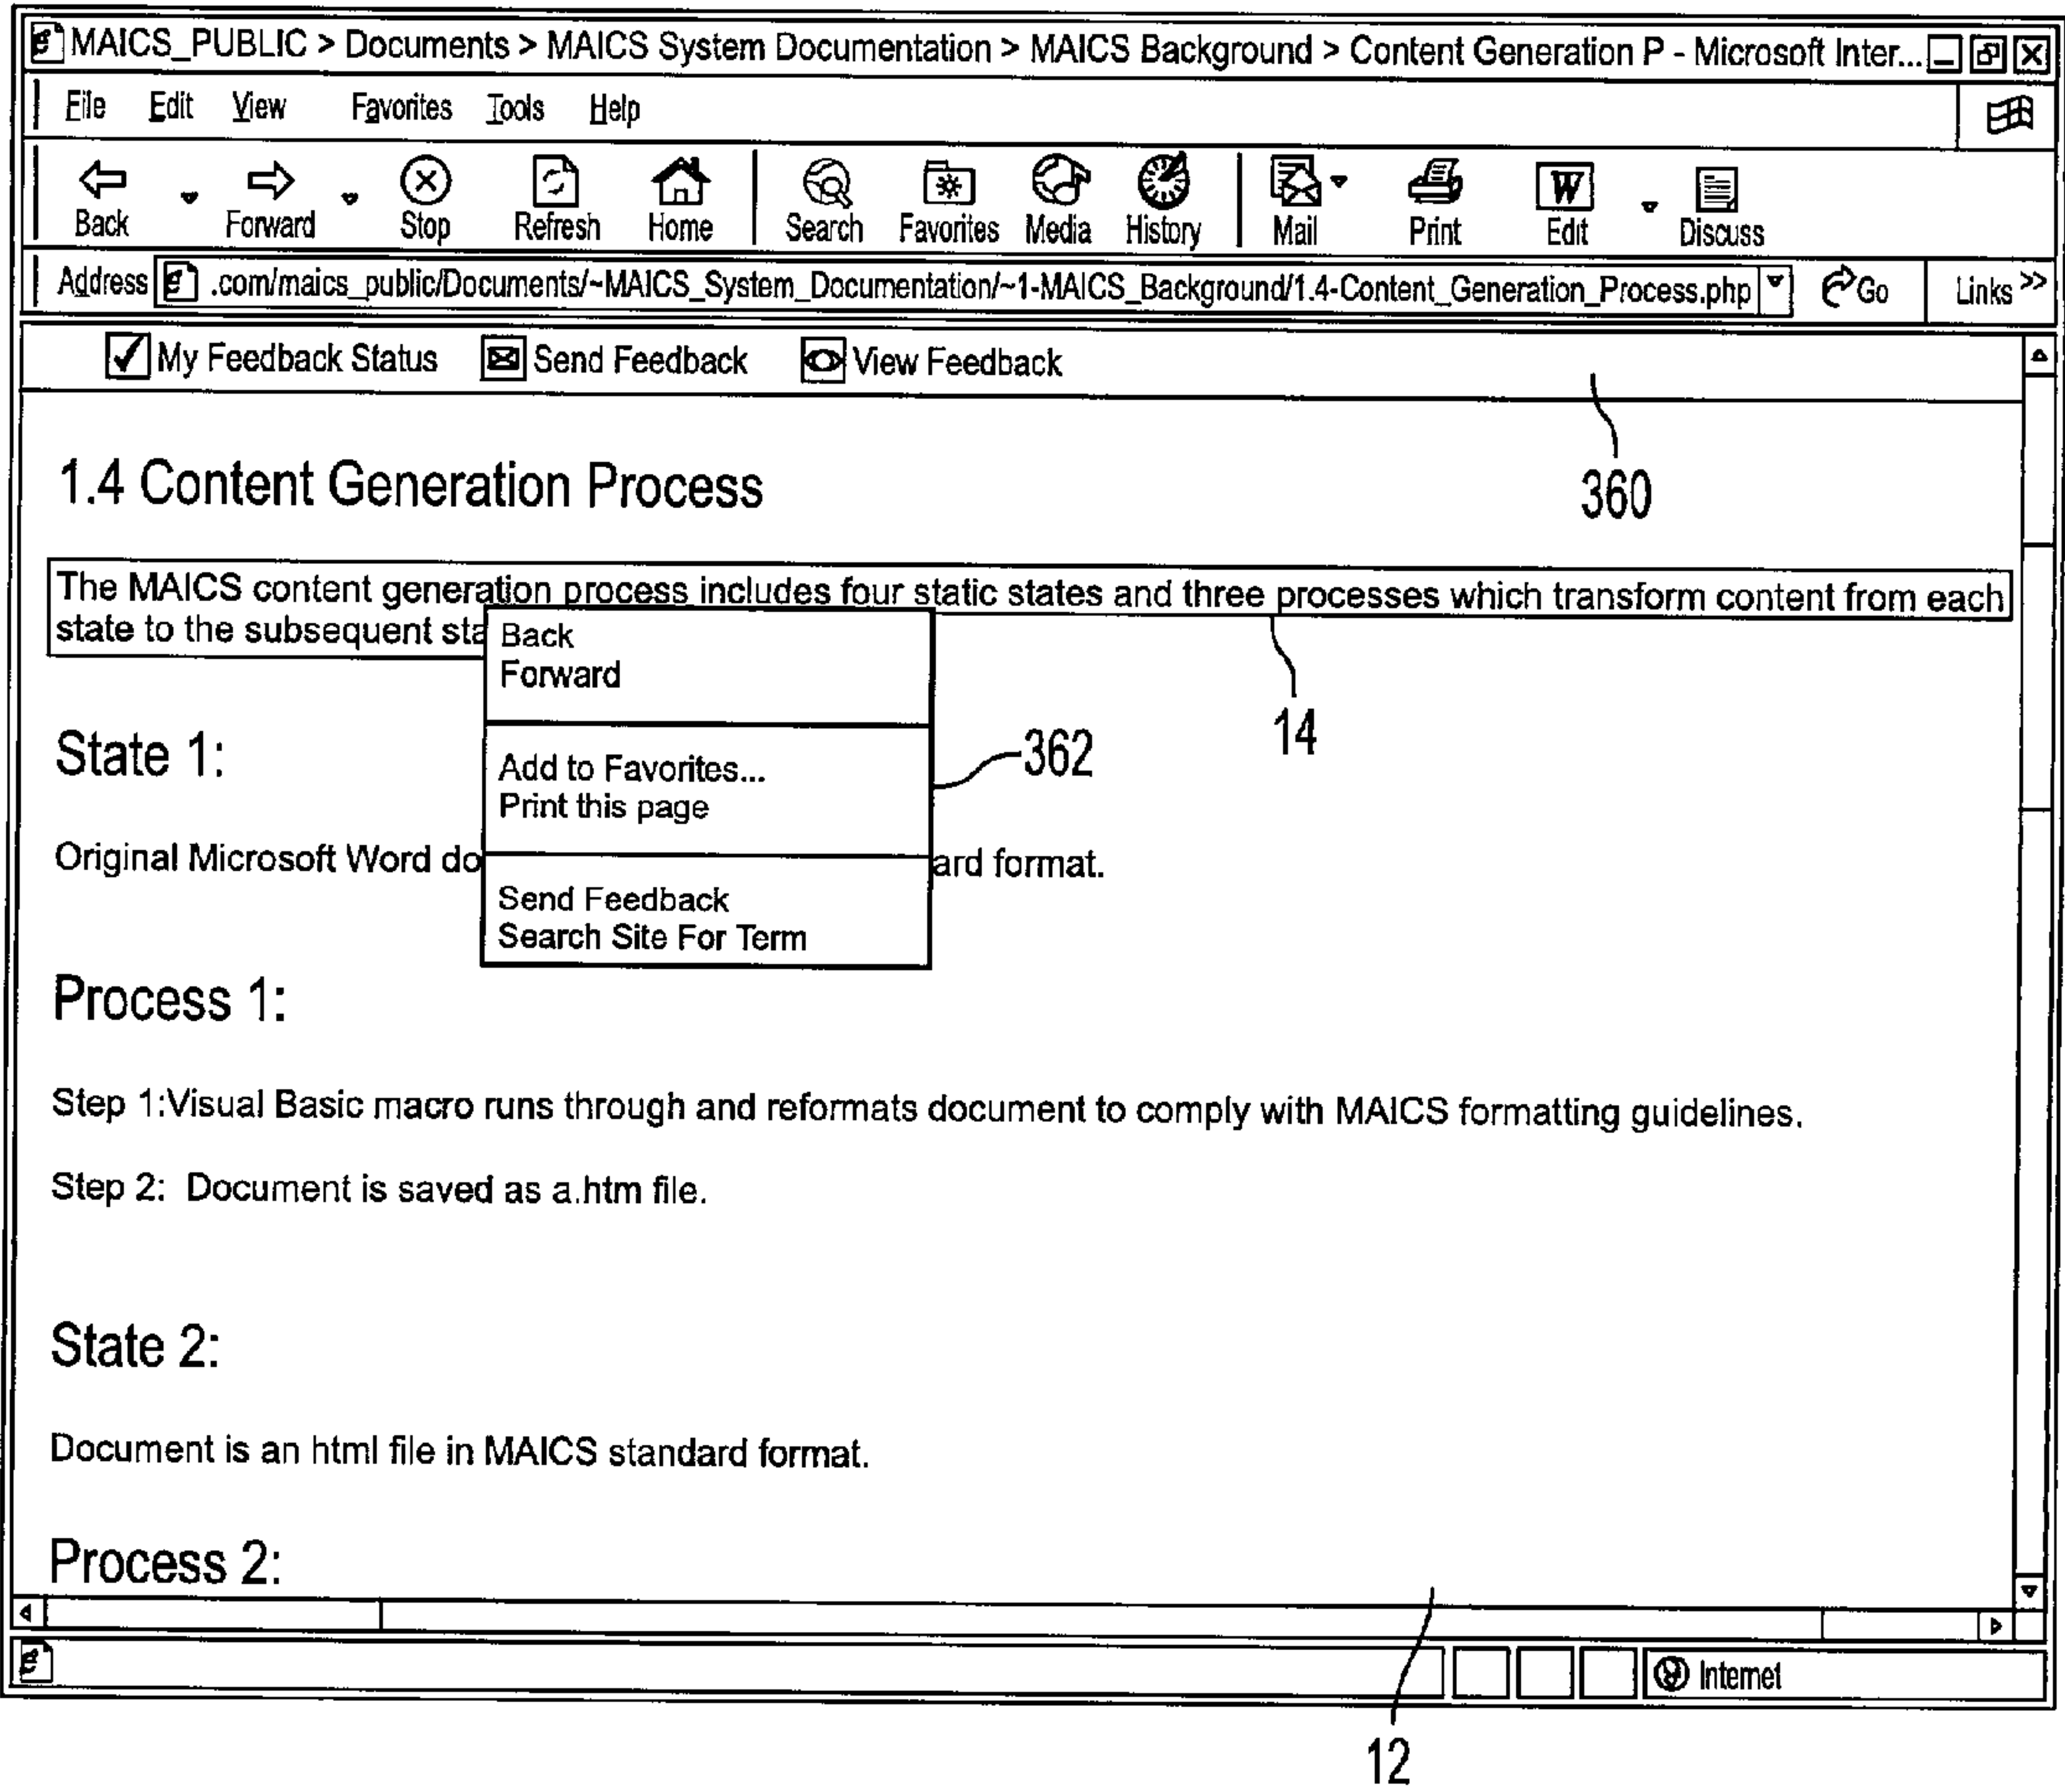 MAICS_PUBLIC > Documents > MAICS System Documentation > MAICS Background > Content Generation P - Microsoft Inter...
File Edit View Favorites Tools Help
Back Forward Stop Refresh Home Search Favorites Media History Mail Print Edit Discuss
Address .com/maics_public/Documents/~MAICS_System_Documentation/~1-MAICS_Background/1.4-Content_Generation_Process.php Go Links >>
My Feedback Status Send Feedback View Feedback
360
1.4 Content Generation Process
The MAICS content generation process includes four static states and three processes which transform content from each
state to the subsequent sta
Back
Forward
14
State 1:
362
Add to Favorites...
Print this page
Original Microsoft Word do ard format.
Send Feedback
Search Site For Term
Process 1:
Step 1:Visual Basic macro runs through and reformats document to comply with MAICS formatting guidelines.
Step 2: Document is saved as a.htm file.
State 2:
Document is an html file in MAICS standard format.
Process 2:
Internet
12